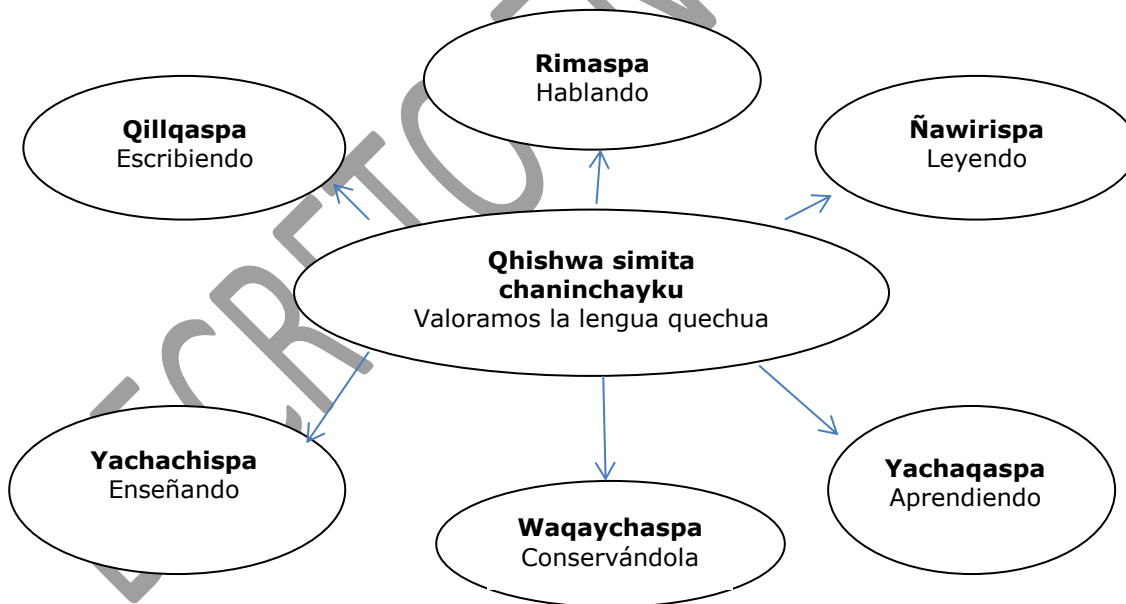 Rimaspa
Hablando
Qillqaspa
Escribiendo
Ñawirispa
Leyendo
Qhishwa simita
chaninchayku
Valoramos la lengua quechua
Yachachispa
Enseñando
Waqaychaspa
Conservándola
Yachaqaspa
Aprendiendo